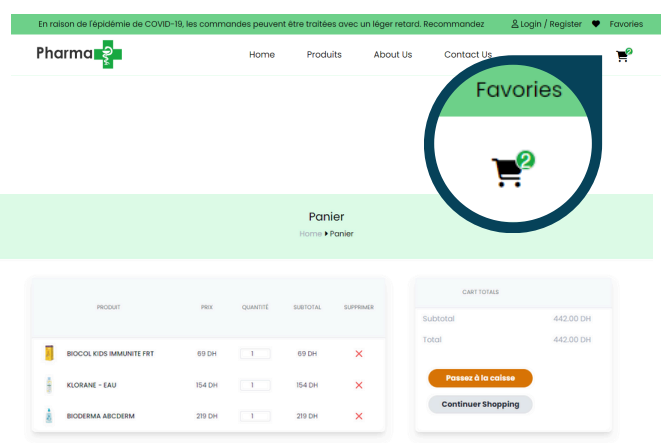 En raison de l'épidémie de COVID-19, les commandes peuvent être traitées avec un léger retard. Recommandez
Login / Register
Favories
Pharma
Home
Produits
About Us
Contact Us
2
Favories
2
Panier
Home Panier
PRODUIT PRIX QUANTITÉ SUBTOTAL SUPPRIMER
BIOCOL KIDS IMMUNITE FRT 69 DH 1 69 DH
KLORANE - EAU 154 DH 1 154 DH
BIODERMA ABCDERM 219 DH 1 219 DH
CART TOTALS
Subtotal 442.00 DH
Total 442.00 DH
Passez à la caisse
Continuer Shopping